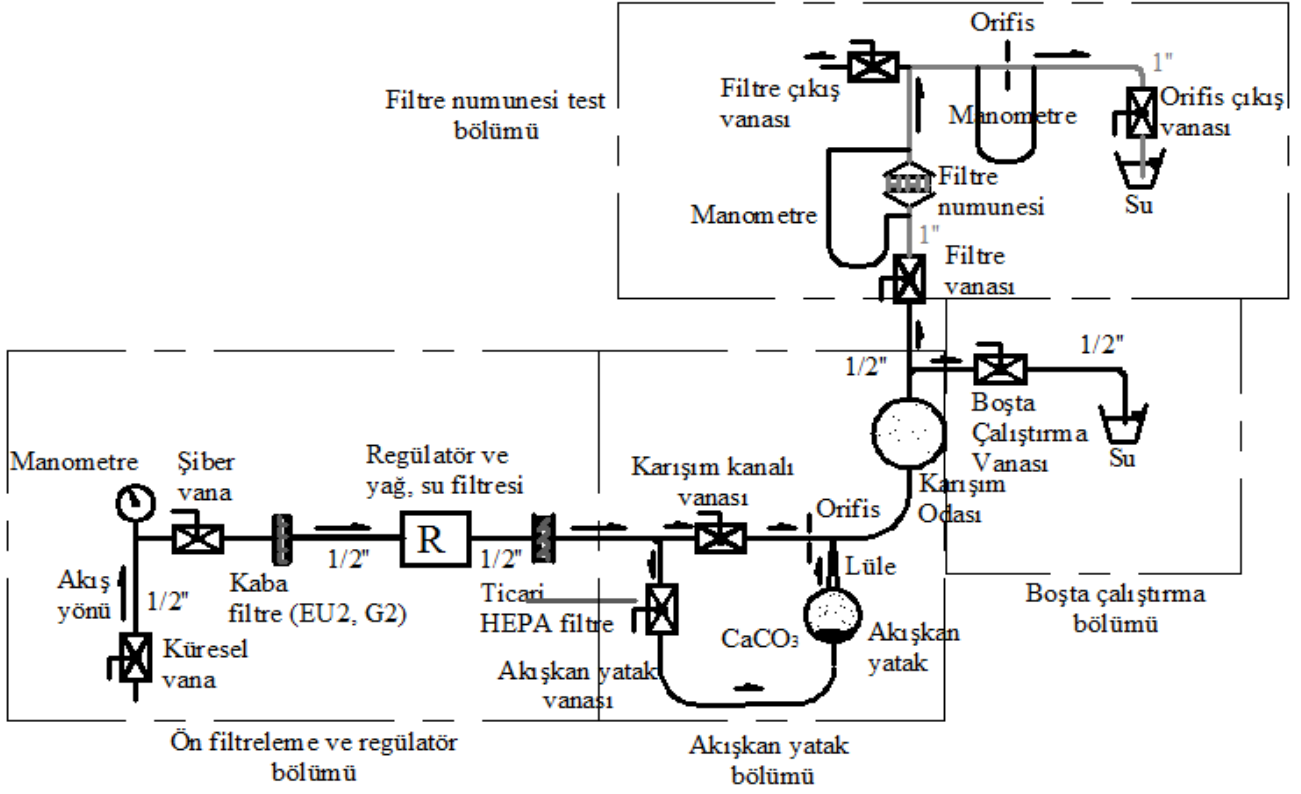 Orifis
1"
Filtre çıkış
vanası
Manometre
Orifis çıkış
vanası
Filtre numunesi test
bölümü
Filtre
numunesi
Su
Manometre
1"
Filtre
vanası
1/2"
1/2"
Boşta
Çalıştırma
Vanası
Su
Manometre
Şiber
vana
Regülatör ve
yağ, su filtresi
Karışım kanalı
vanası
Karışım
Odası
Orifis
R
1/2"
1/2"
Lüle
Akış
yönü
1/2"
Kaba
filtre (EU2, G2)
Ticari
HEPA filtre
CaCO₃
Akışkan
yatak
Boşta çalıştırma
bölümü
Küresel
vana
Akışkan yatak
vanası
Ön filtreleme ve regülatör
bölümü
Akışkan yatak
bölümü